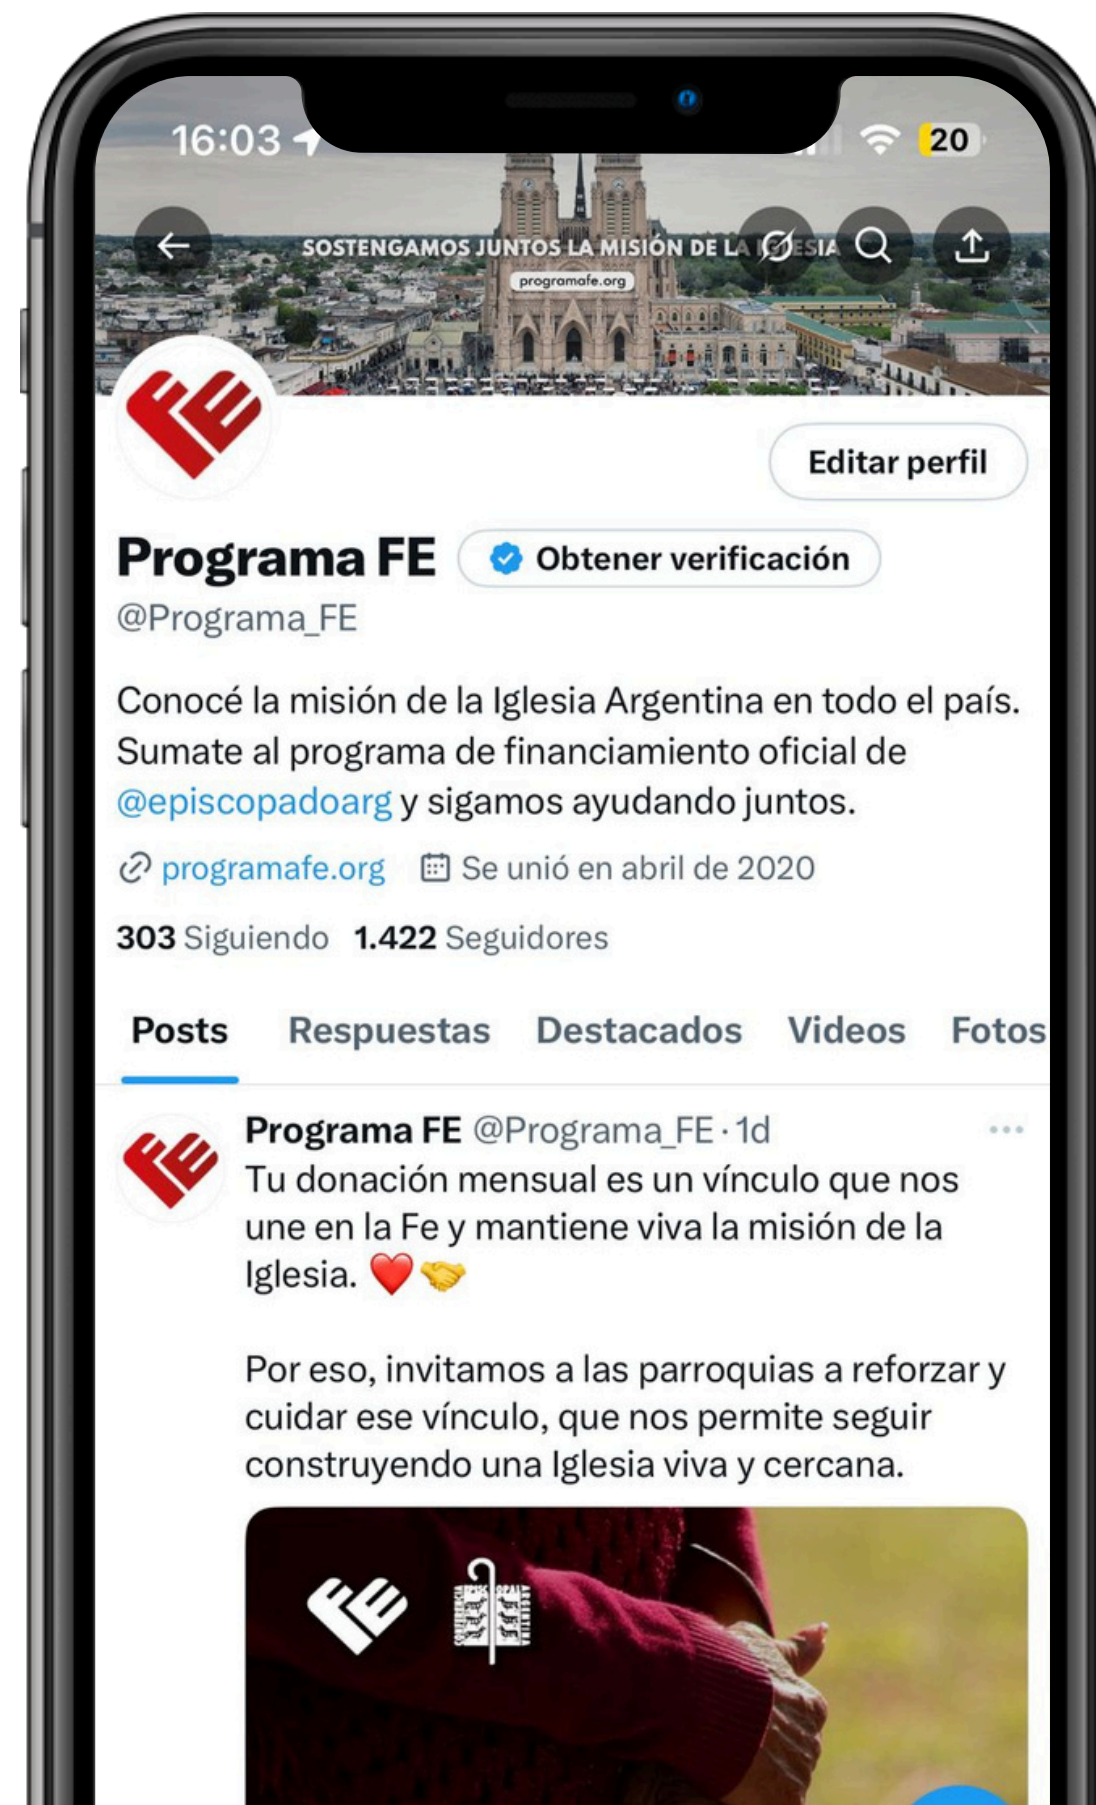 16:03
20
SOSTENGAMOS JUNTOS LA MISIÓN DE LA
programafe.org
FE
Editar perfil
Programa FE
Obtener verificación
@Programa_FE
Conocé la misión de la Iglesia Argentina en todo el país.
Sumate al programa de financiamiento oficial de
@episcopadoarg y sigamos ayudando juntos.
programafe.org Se unió en abril de 2020
303 Siguiendo 1.422 Seguidores
Posts Respuestas Destacados Videos Fotos
FE
Programa FE @Programa_FE · 1d
Tu donación mensual es un vínculo que nos
une en la Fe y mantiene viva la misión de la
Iglesia. ❤️🤝
Por eso, invitamos a las parroquias a reforzar y
cuidar ese vínculo, que nos permite seguir
construyendo una Iglesia viva y cercana.
FE